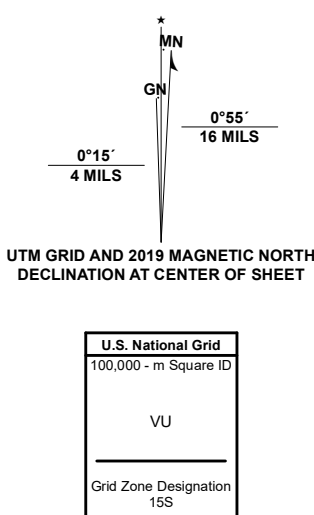 ★
MN
GN
0°55´
16 MILS
0°15´
4 MILS
UTM GRID AND 2019 MAGNETIC NORTH
DECLINATION AT CENTER OF SHEET
U.S. National Grid
100,000 - m Square ID
VU
Grid Zone Designation
15S